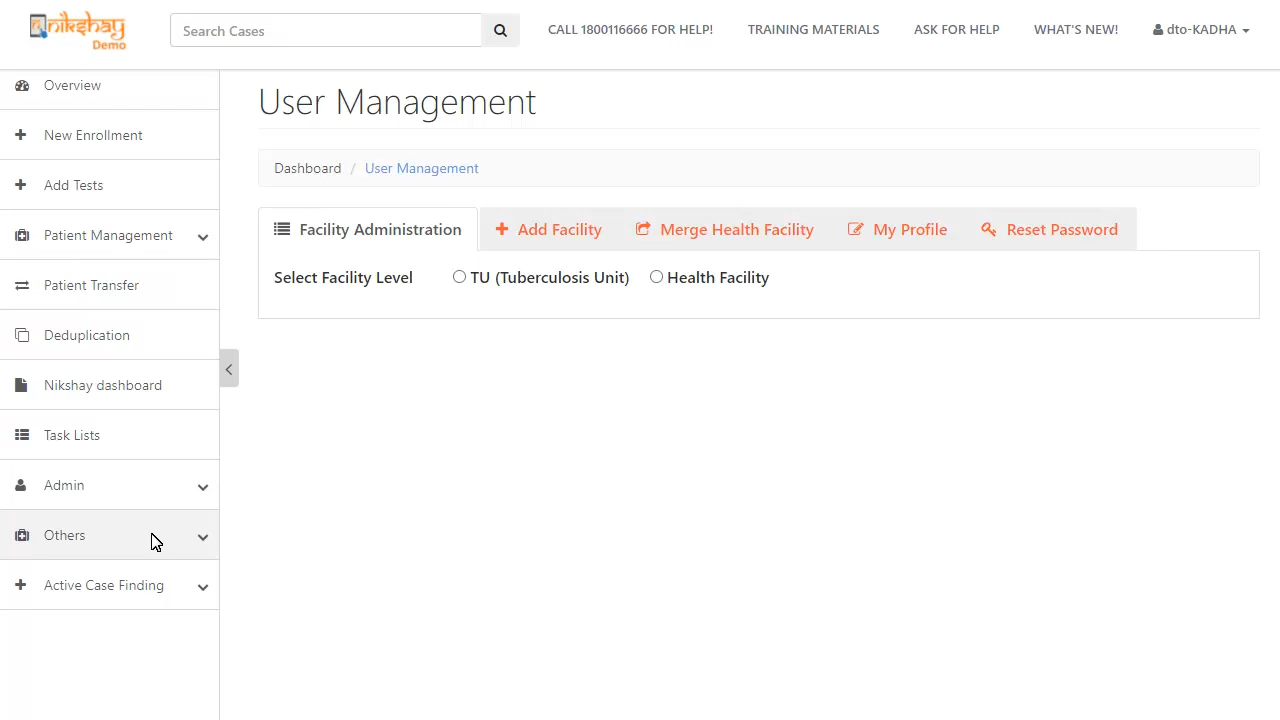 nikshay
Demo
Search Cases
CALL 1800116666 FOR HELP!
TRAINING MATERIALS
ASK FOR HELP
WHAT'S NEW!
dto-KADHA
Overview
New Enrollment
Add Tests
Patient Management
Patient Transfer
Deduplication
Nikshay dashboard
Task Lists
Admin
Others
Active Case Finding
User Management
Dashboard / User Management
Facility Administration
Add Facility
Merge Health Facility
My Profile
Reset Password
Select Facility Level
TU (Tuberculosis Unit)
Health Facility